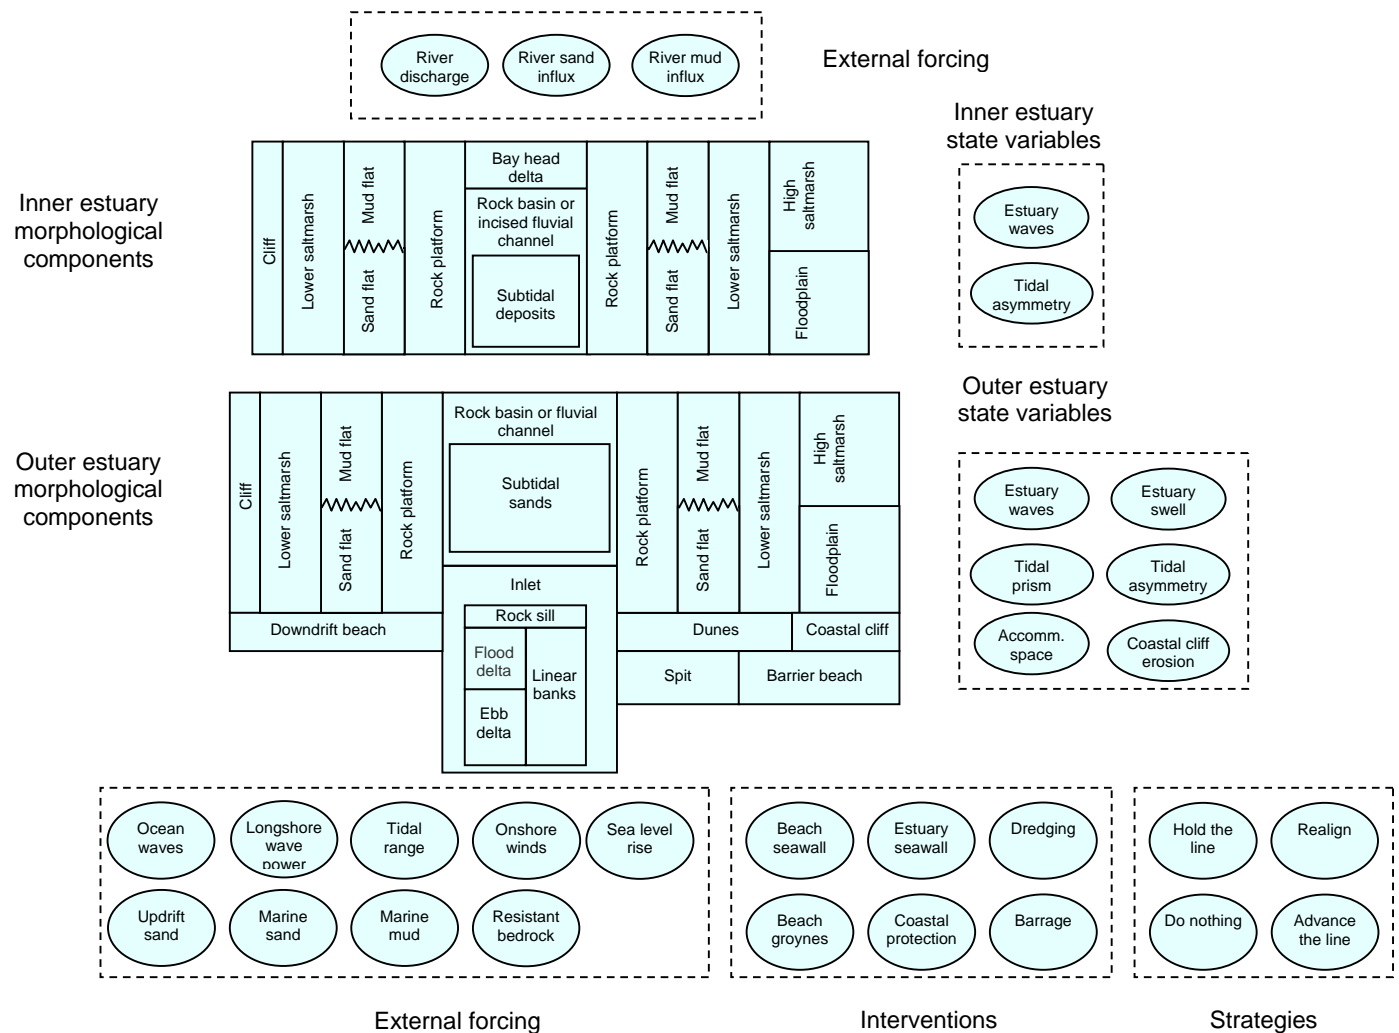 River
discharge
River sand
influx
River mud
influx
External forcing
Inner estuary
state variables
Estuary
waves
Tidal
asymmetry
Inner estuary
morphological
components
Cliff
Lower saltmarsh
Mud flat
Sand flat
Rock platform
Bay head
delta
Rock basin or
incised fluvial
channel
Subtidal
deposits
Rock platform
Mud flat
Sand flat
Lower saltmarsh
High
saltmarsh
Floodplain
Outer estuary
morphological
components
Cliff
Lower saltmarsh
Mud flat
Sand flat
Rock platform
Rock basin or fluvial
channel
Subtidal
sands
Rock platform
Mud flat
Sand flat
Lower saltmarsh
High
saltmarsh
Floodplain
Downdrift beach
Inlet
Rock sill
Flood
delta
Ebb
delta
Linear
banks
Dunes
Coastal cliff
Spit
Barrier beach
Outer estuary
state variables
Estuary
waves
Estuary
swell
Tidal
prism
Tidal
asymmetry
Accomm.
space
Coastal cliff
erosion
Ocean
waves
Longshore
wave
power
Tidal
range
Onshore
winds
Sea level
rise
Updrift
sand
Marine
sand
Marine
mud
Resistant
bedrock
External forcing
Beach
seawall
Estuary
seawall
Dredging
Beach
groynes
Coastal
protection
Barrage
Interventions
Hold the
line
Realign
Do nothing
Advance
the line
Strategies